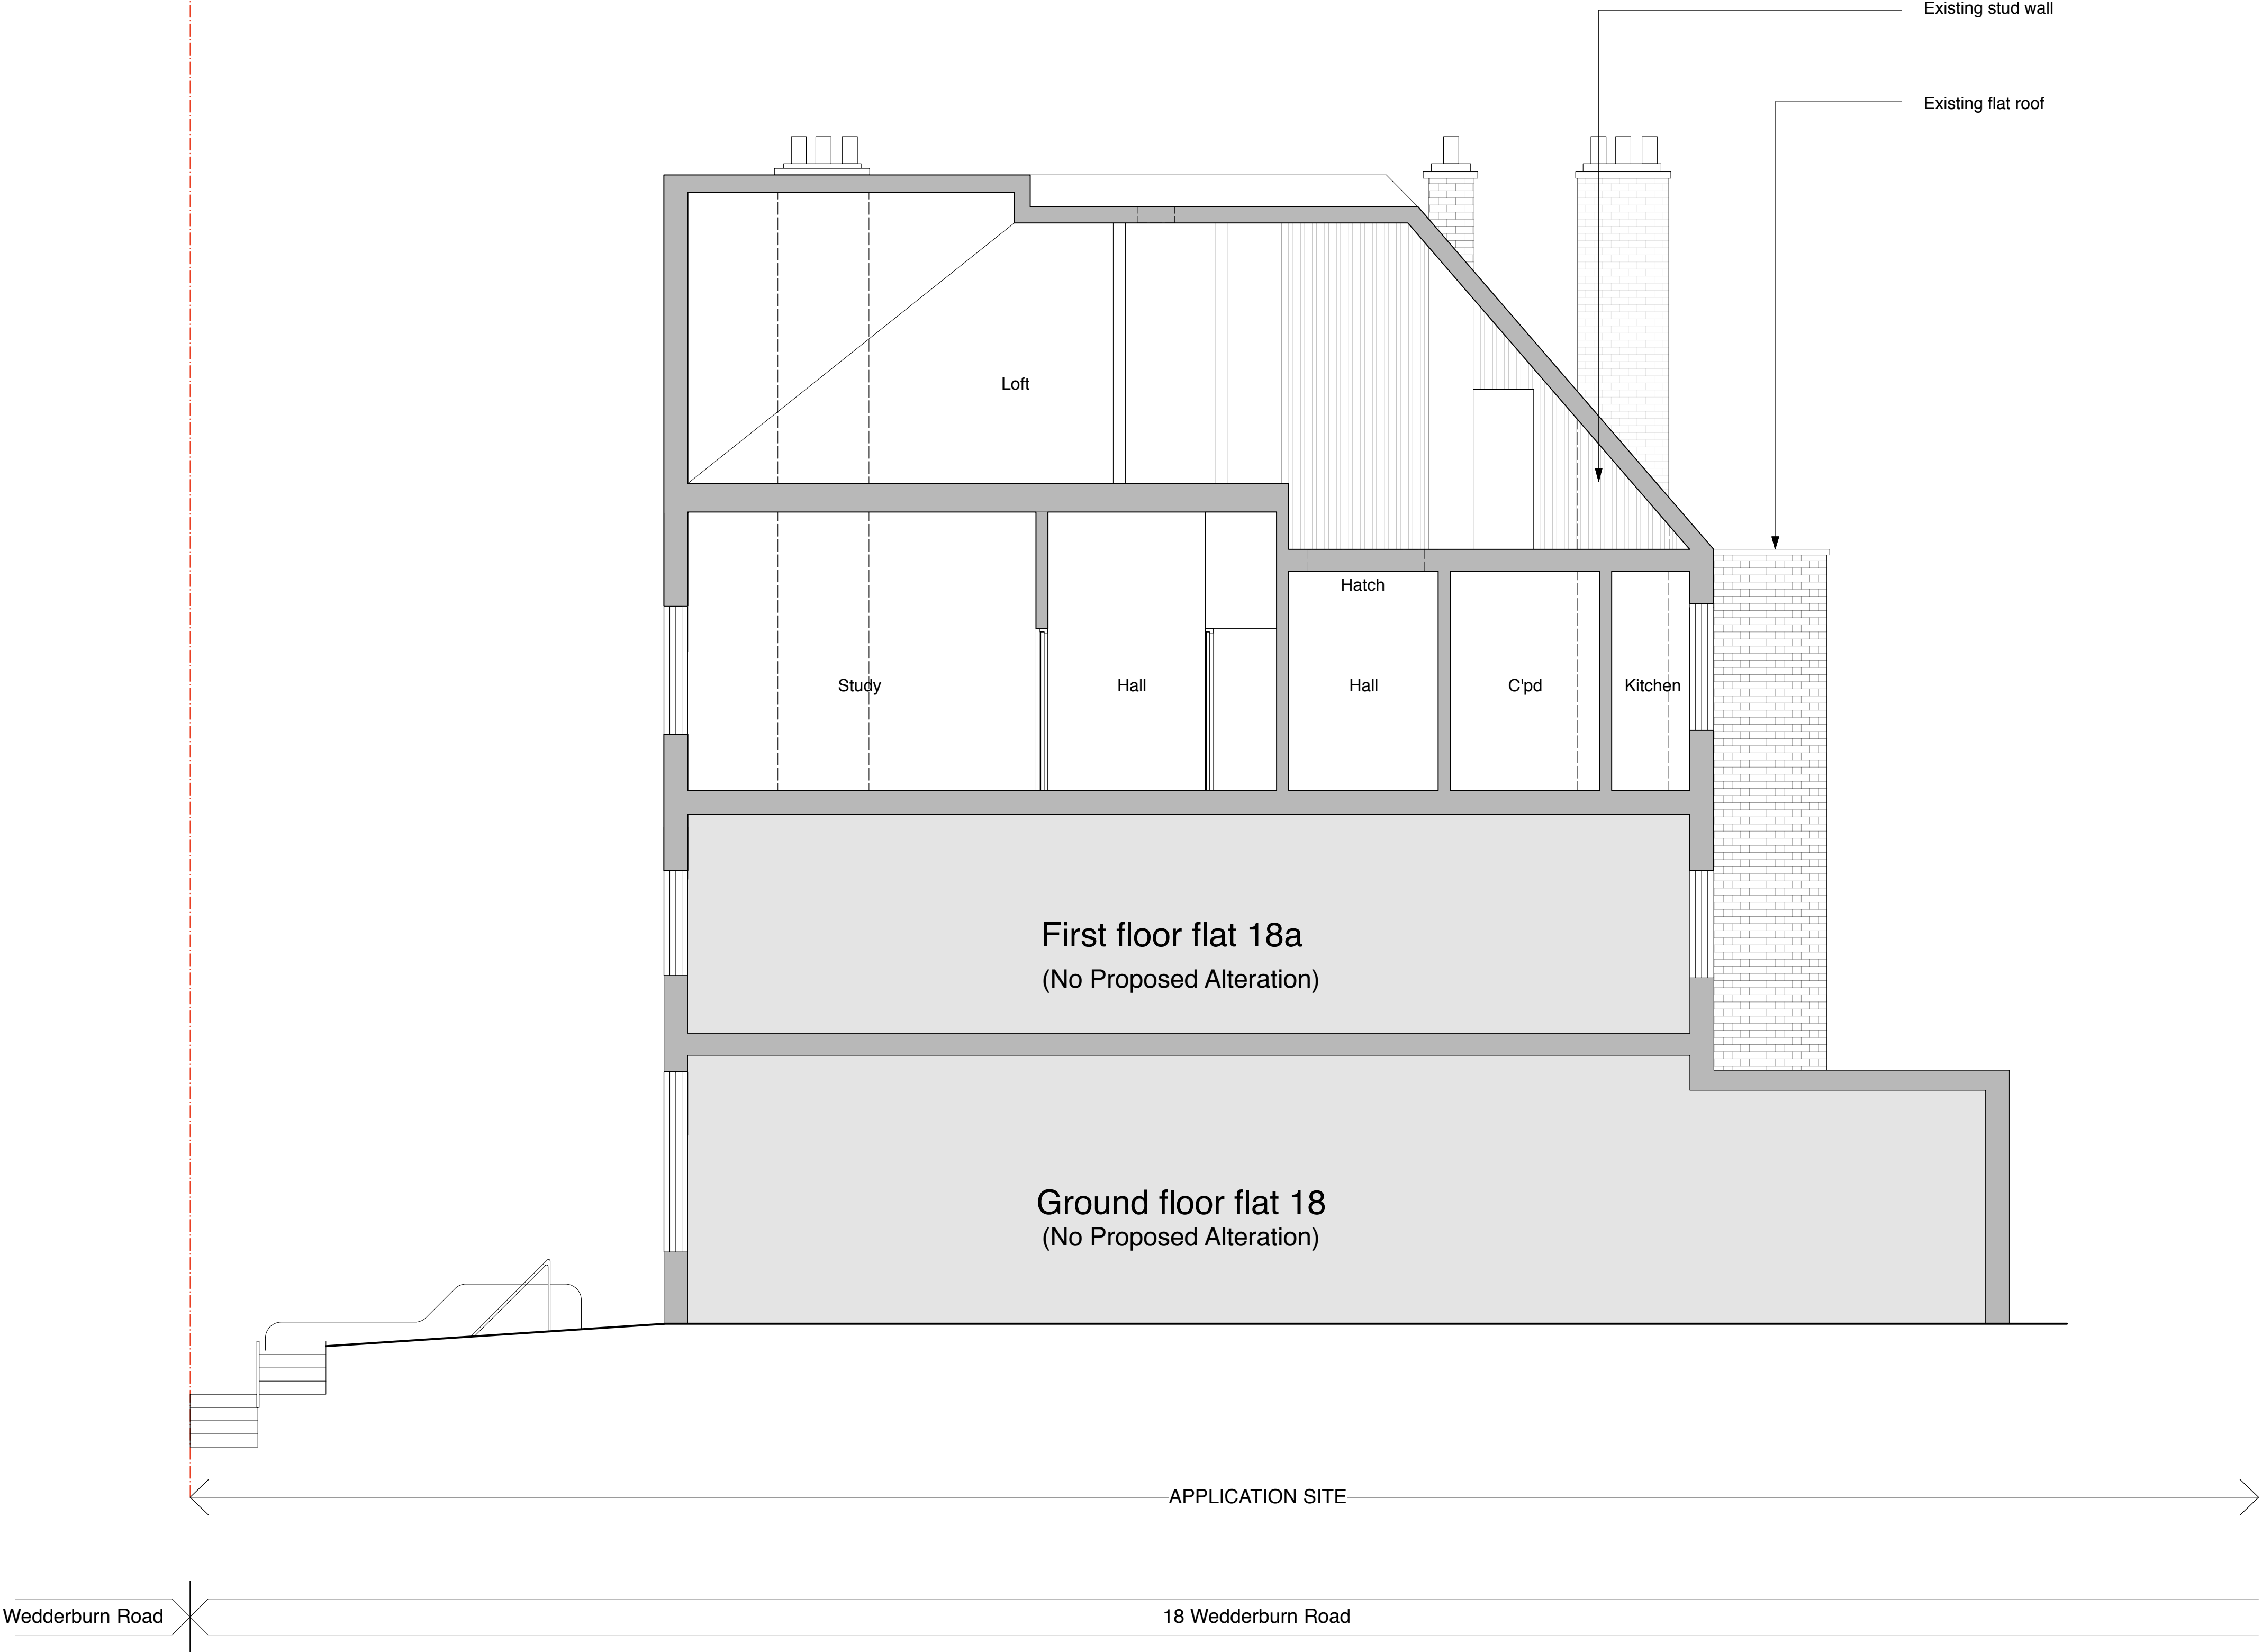 Existing stud wall
Existing flat roof
Loft
Hatch
Study
Hall
Hall
C'pd
Kitchen
First floor flat 18a
(No Proposed Alteration)
Ground floor flat 18
(No Proposed Alteration)
APPLICATION SITE
Wedderburn Road
18 Wedderburn Road